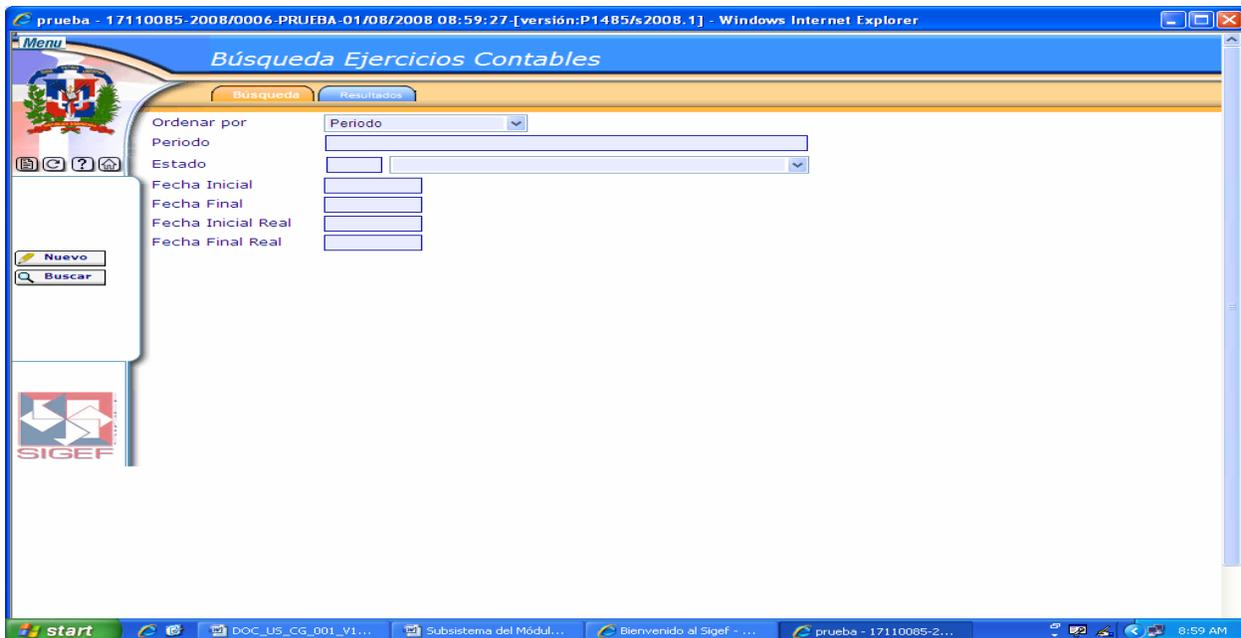 prueba - 17110085-2008/0006-PRUEBA-01/08/2008 08:59:27-[versión:P1485/s2008.1] - Windows Internet Explorer
Menu
Búsqueda Ejercicios Contables
Búsqueda Resultados
Ordenar por Periodo
Periodo
Estado
Fecha Inicial
Fecha Final
Fecha Inicial Real
Fecha Final Real
Nuevo
Buscar
SIGEF
start DOC_US_CG_001_V1... Subsistema del Módul... Bienvenido al Sigef - ... prueba - 17110085-2... 8:59 AM